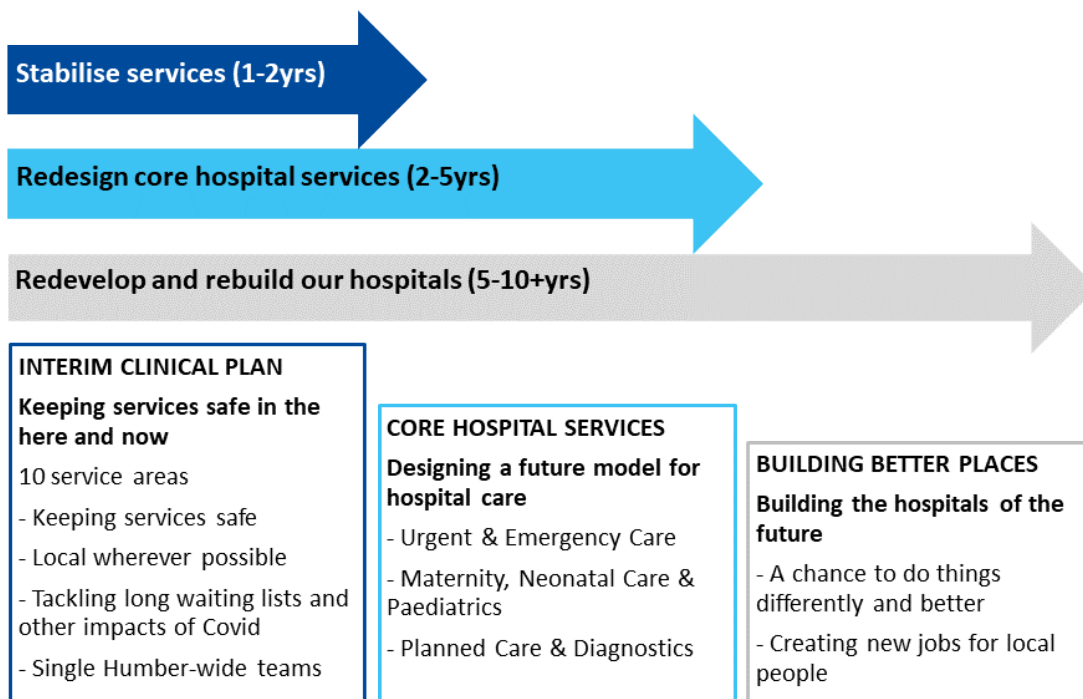 Stabilise services (1-2yrs)
Redesign core hospital services (2-5yrs)
Redevelop and rebuild our hospitals (5-10+yrs)
INTERIM CLINICAL PLAN
Keeping services safe in the
here and now
10 service areas
- Keeping services safe
- Local wherever possible
- Tackling long waiting lists and
other impacts of Covid
- Single Humber-wide teams
CORE HOSPITAL SERVICES
Designing a future model for
hospital care
- Urgent & Emergency Care
- Maternity, Neonatal Care &
Paediatrics
- Planned Care & Diagnostics
BUILDING BETTER PLACES
Building the hospitals of the
future
- A chance to do things
differently and better
- Creating new jobs for local
people